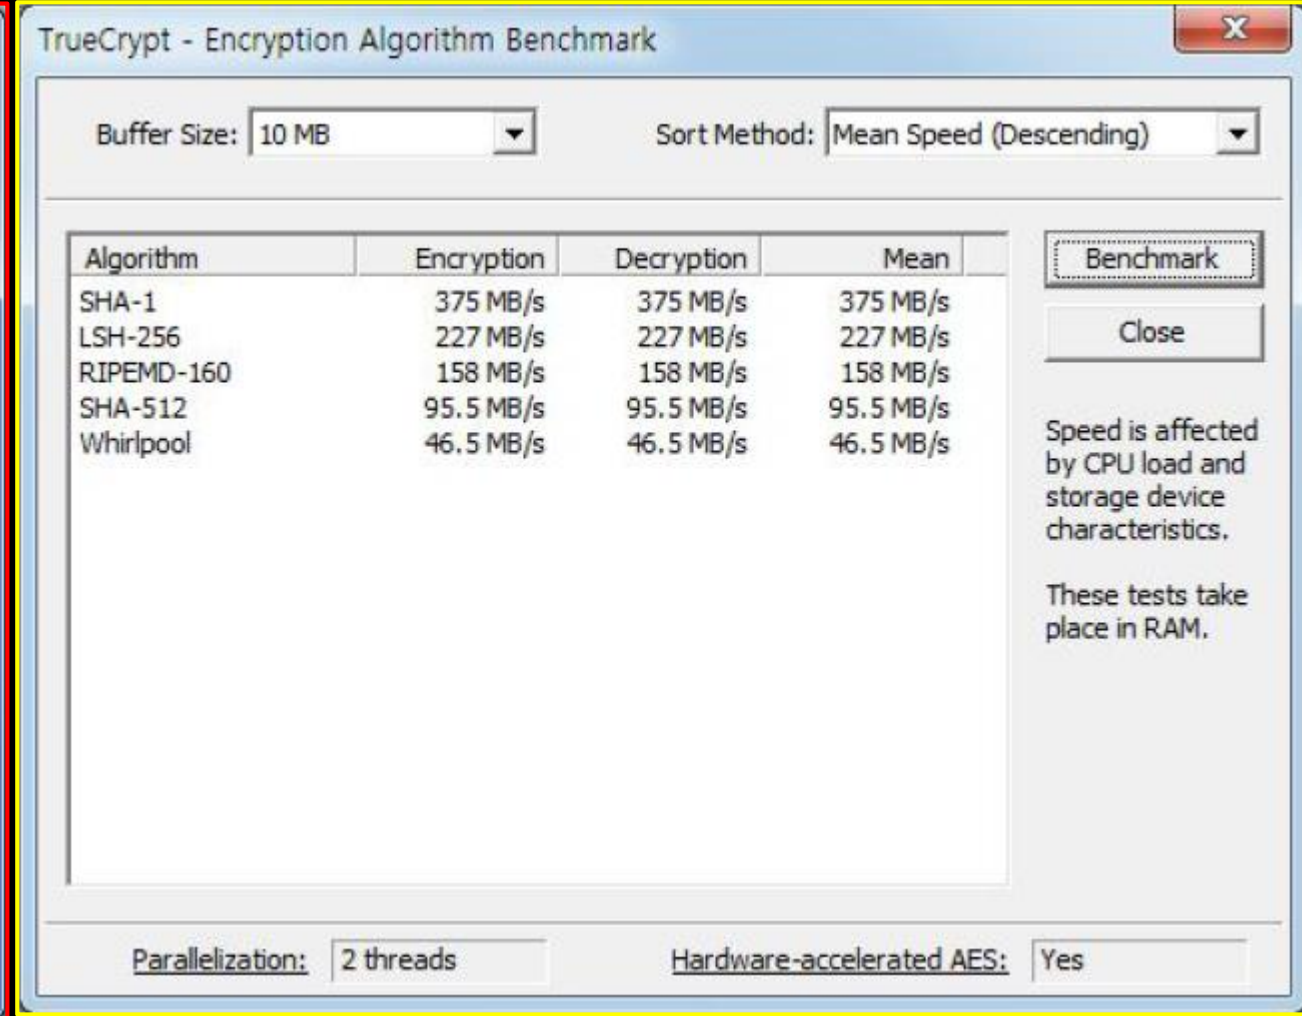 TrueCrypt - Encryption Algorithm Benchmark
Buffer Size: 10 MB Sort Method: Mean Speed (Descending)
Algorithm Encryption Decryption Mean
SHA-1 375 MB/s 375 MB/s 375 MB/s
LSH-256 227 MB/s 227 MB/s 227 MB/s
RIPEMD-160 158 MB/s 158 MB/s 158 MB/s
SHA-512 95.5 MB/s 95.5 MB/s 95.5 MB/s
Whirlpool 46.5 MB/s 46.5 MB/s 46.5 MB/s
Benchmark
Close
Speed is affected
by CPU load and
storage device
characteristics.
These tests take
place in RAM.
Parallelization: 2 threads Hardware-accelerated AES: Yes